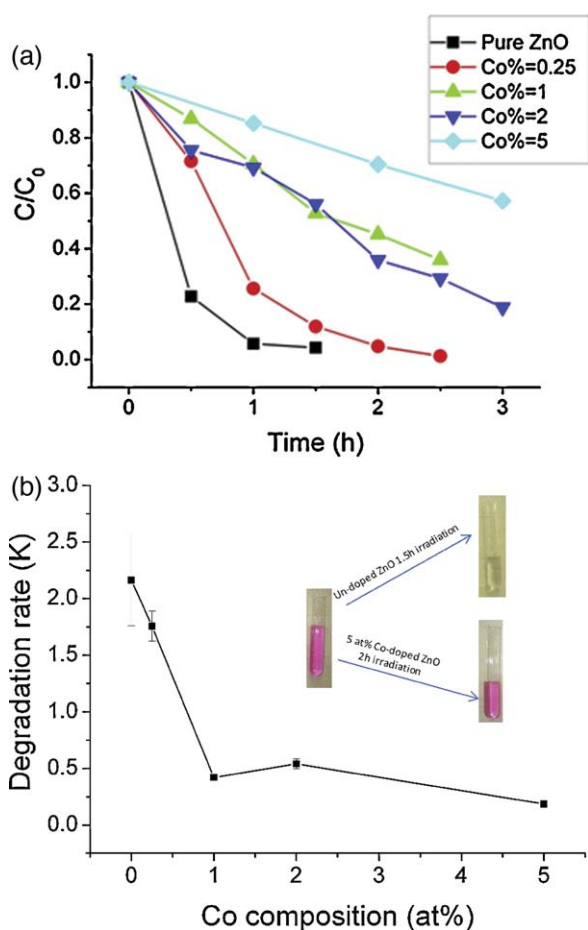 (a)
Pure ZnO
Co%=0.25
Co%=1
Co%=2
Co%=5
C/C₀
1.0
0.8
0.6
0.4
0.2
0.0
0 1 2 3
Time (h)
(b)
Degradation rate (K)
3.0
2.5
2.0
1.5
1.0
0.5
0.0
Un-doped ZnO 1.5h irradiation
5 at% Co-doped ZnO
2h irradiation
0 1 2 3 4 5
Co composition (at%)